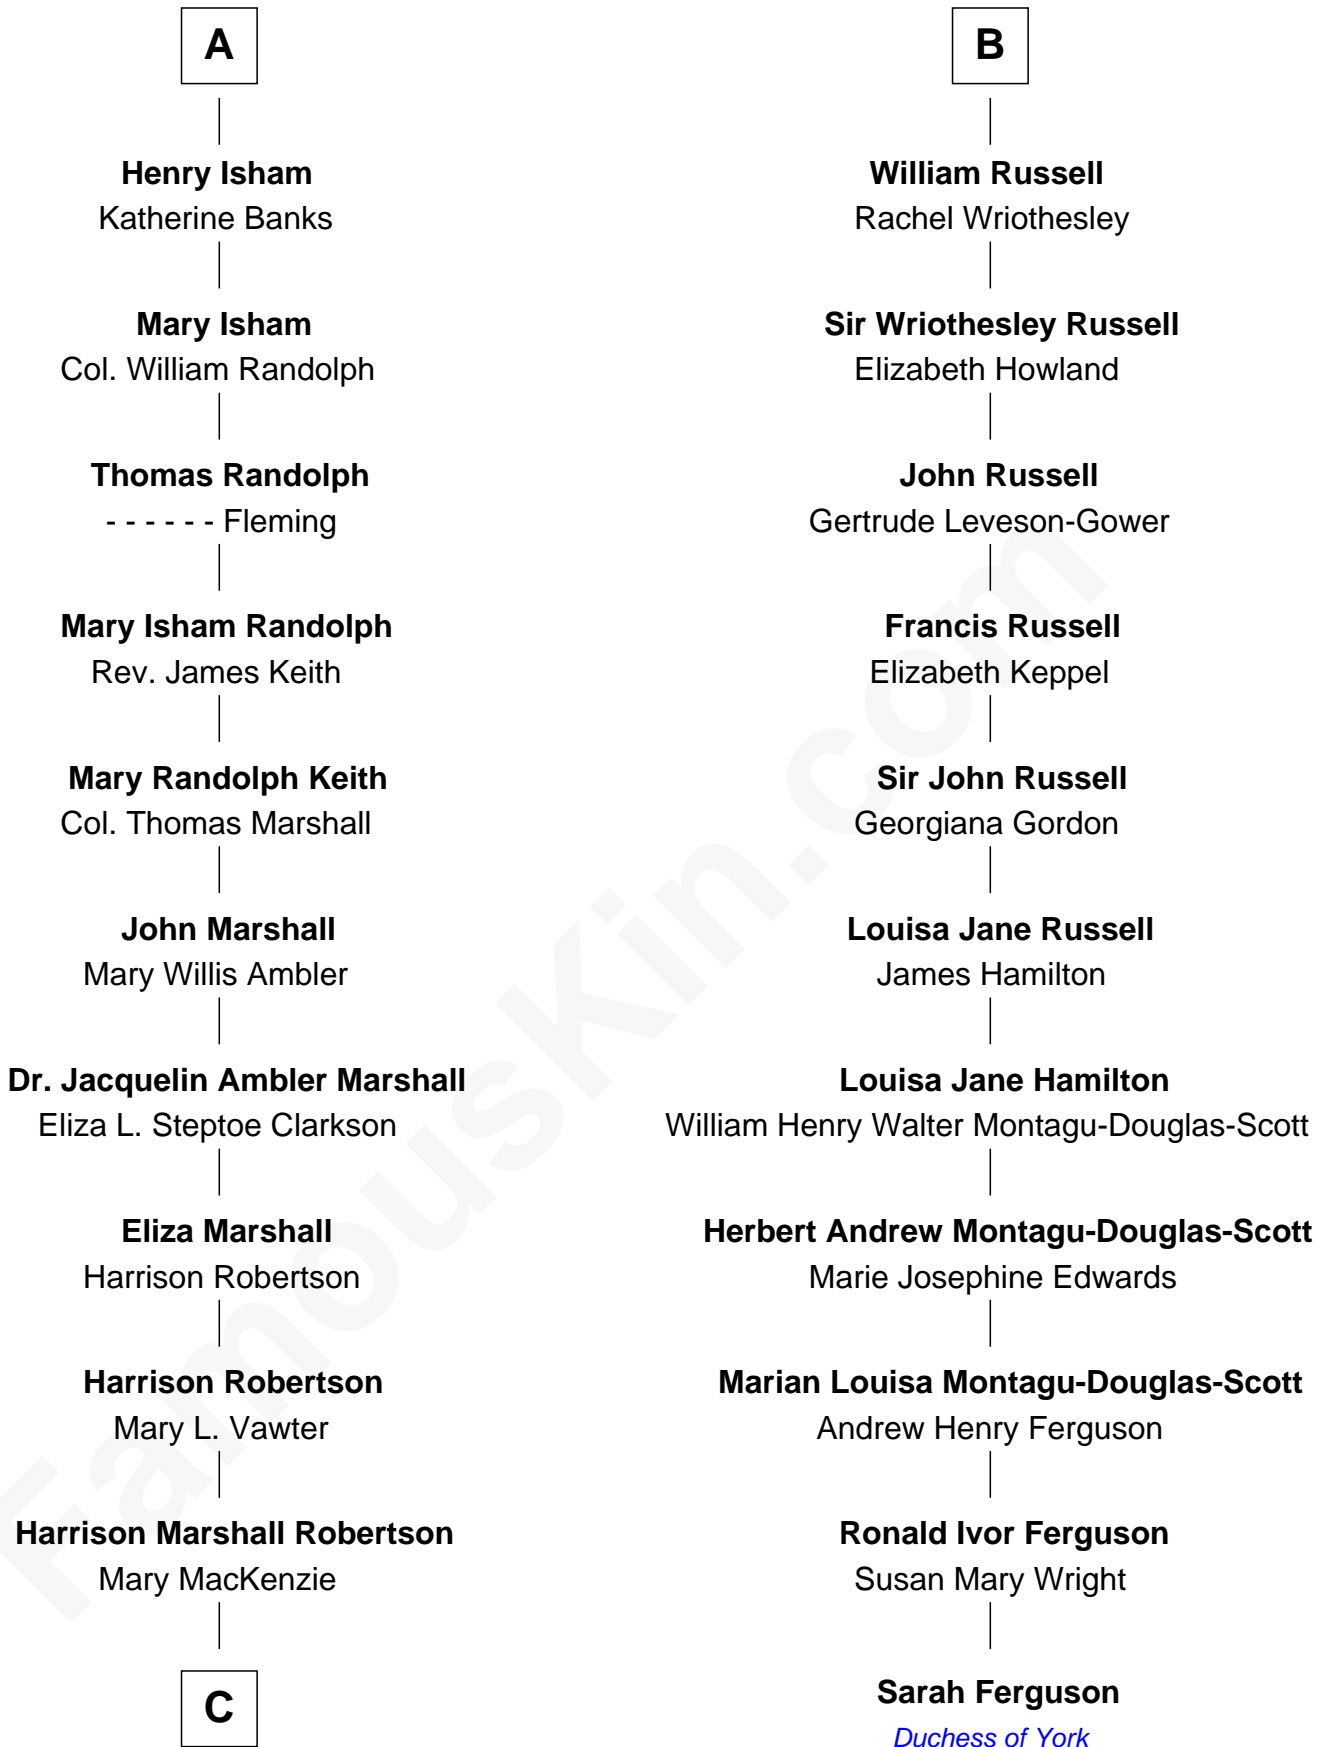 A
Henry Isham
Katherine Banks
Mary Isham
Col. William Randolph
Thomas Randolph
- - - - - - Fleming
Mary Isham Randolph
Rev. James Keith
Mary Randolph Keith
Col. Thomas Marshall
John Marshall
Mary Willis Ambler
Dr. Jacquelin Ambler Marshall
Eliza L. Steptoe Clarkson
Eliza Marshall
Harrison Robertson
Harrison Robertson
Mary L. Vawter
Harrison Marshall Robertson
Mary MacKenzie
C
B
William Russell
Rachel Wriothesley
Sir Wriothesley Russell
Elizabeth Howland
John Russell
Gertrude Leveson-Gower
Francis Russell
Elizabeth Keppel
Sir John Russell
Georgiana Gordon
Louisa Jane Russell
James Hamilton
Louisa Jane Hamilton
William Henry Walter Montagu-Douglas-Scott
Herbert Andrew Montagu-Douglas-Scott
Marie Josephine Edwards
Marian Louisa Montagu-Douglas-Scott
Andrew Henry Ferguson
Ronald Ivor Ferguson
Susan Mary Wright
Sarah Ferguson
Duchess of York
FamousKin.com